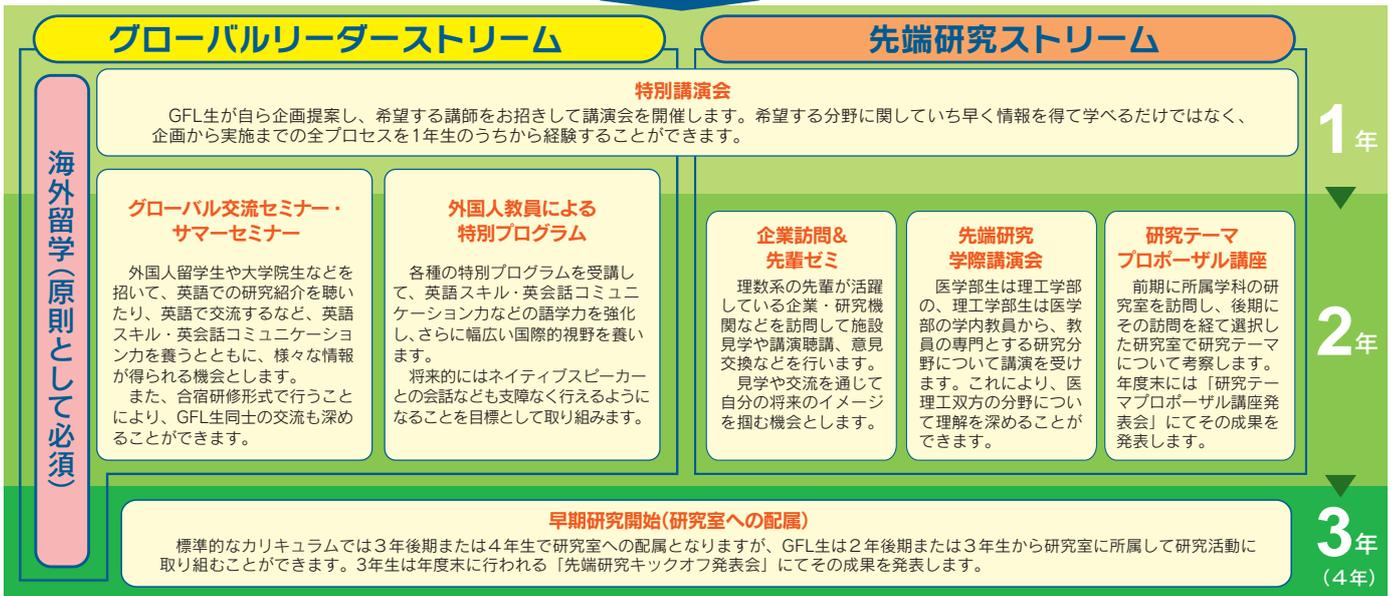 グローバルリーダーストリーム
先端研究ストリーム
海外留学(原則として必須)
特別講演会
GFL生が自ら企画提案し、希望する講師をお招きして講演会を開催します。希望する分野に関していち早く情報を得て学べるだけではなく、
企画から実施までの全プロセスを1年生のうちから経験することができます。
1年
グローバル交流セミナー・
サマーセミナー
外国人留学生や大学院生などを
招いて、英語での研究紹介を聴い
たり、英語で交流するなど、英語
スキル・英会話コミュニケーショ
ン力を養うとともに、様々な情報
が得られる機会とします。
また、合宿研修形式で行うこと
により、GFL生同士の交流も深め
ることができます。
外国人教員による
特別プログラム
各種の特別プログラムを受講し
て、英語スキル・英会話コミュニ
ケーション力などの語学力を強化
し、さらに幅広い国際的視野を養い
ます。
将来的にはネイティブスピーカー
との会話なども支障なく行えるように
なることを目標として取り組みます。
企業訪問&
先輩ゼミ
理数系の先輩が活躍
している企業・研究機
関などを訪問して施設
見学や講演聴講、意見
交換などを行います。
見学や交流を通じて
自分の将来のイメージ
を掴む機会とします。
先端研究
学際講演会
医学部生は理工学部
の、理工学部生は医学
部の学内教員から、教
員の専門とする研究分
野について講演を受け
ます。これにより、医
理工双方の分野につい
て理解を深めることが
できます。
研究テーマ
プロポーザル講座
前期に所属学科の研
究室を訪問し、後期に
その訪問を経て選択し
た研究室で研究テーマ
について考察します。
年度末には「研究テー
マプロポーザル講座発
表会」にてその成果を
発表します。
2年
早期研究開始(研究室への配属)
標準的なカリキュラムでは3年後期または4年生で研究室への配属となりますが、GFL生は2年後期または3年生から研究室に所属して研究活動に
取り組むことができます。3年生は年度末に行われる「先端研究キックオフ発表会」にてその成果を発表します。
3年
(4年)